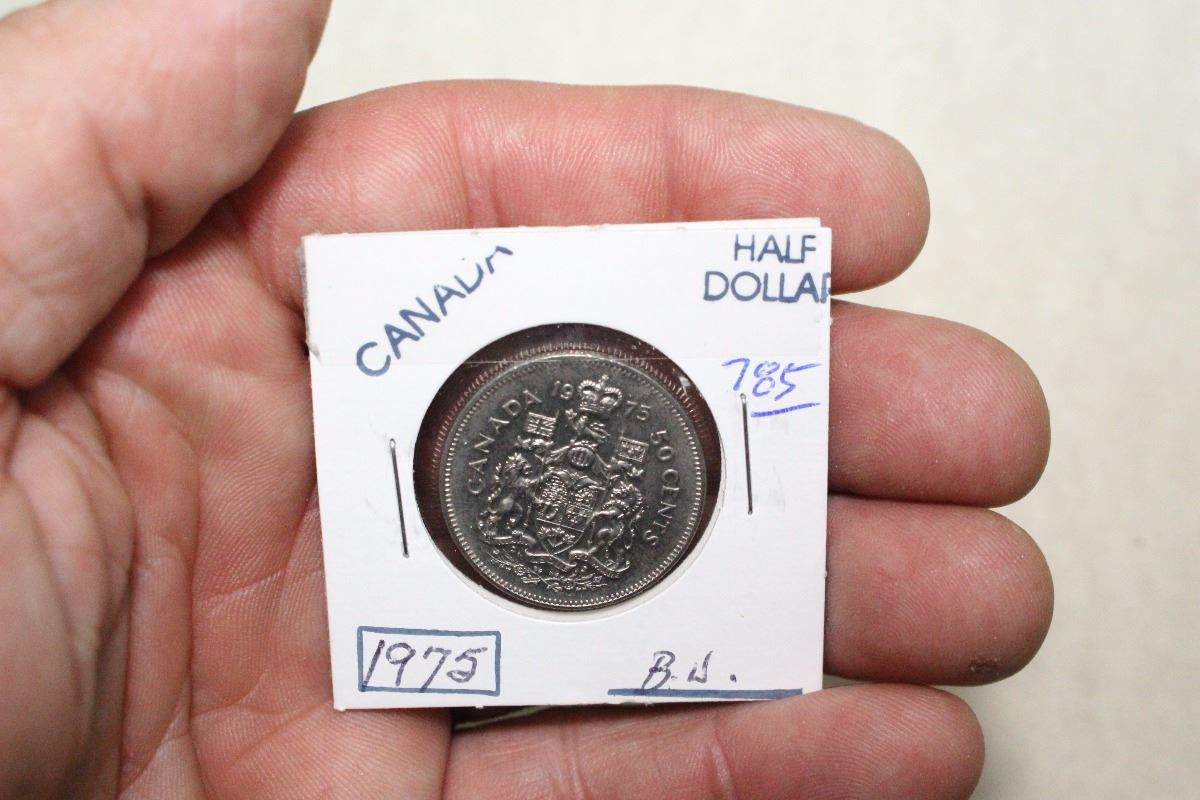 CANADA
HALF
DOLLAR
785
CANADA 1975 50 CENTS
1975
B.U.